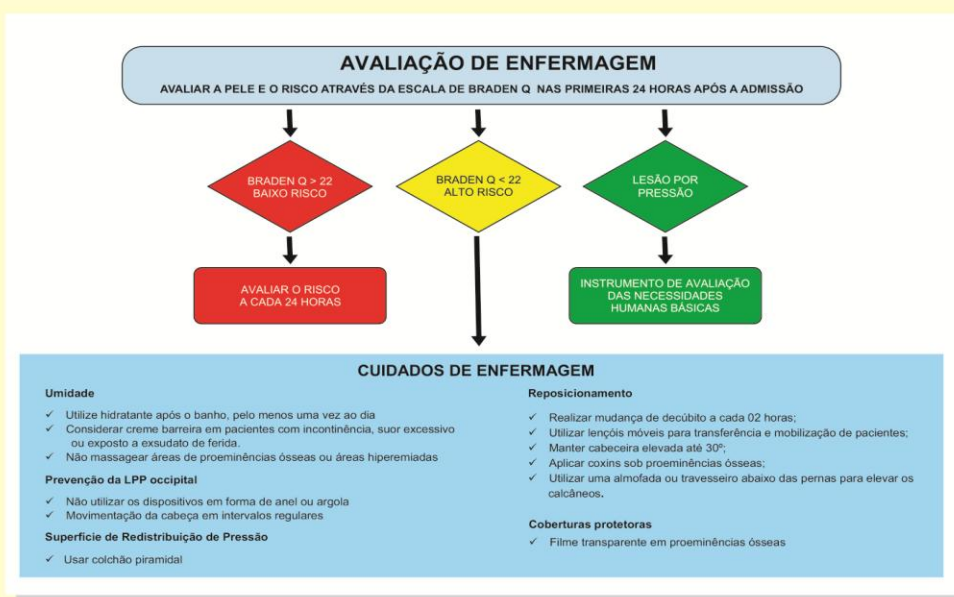 AVALIAÇÃO DE ENFERMAGEM
AVALIAR A PELE E O RISCO ATRAVÉS DA ESCALA DE BRADEN Q NAS PRIMEIRAS 24 HORAS APÓS A ADMISSÃO
BRADEN Q > 22
BAIXO RISCO
BRADEN Q < 22
ALTO RISCO
LESÃO POR
PRESSÃO
AVALIAR O RISCO
A CADA 24 HORAS
INSTRUMENTO DE AVALIAÇÃO
DAS NECESSIDADES
HUMANAS BÁSICAS
CUIDADOS DE ENFERMAGEM
Umidade
✓ Utilize hidratante após o banho, pelo menos uma vez ao dia
✓ Considerar creme barreira em pacientes com incontinência, suor excessivo
ou exposto a exsudato de ferida.
✓ Não massagear áreas de proeminências ósseas ou áreas hiperemiadas
Prevenção da LPP occipital
✓ Não utilizar os dispositivos em forma de anel ou argola
✓ Movimentação da cabeça em intervalos regulares
Superfície de Redistribuição de Pressão
✓ Usar colchão piramidal
Reposicionamento
✓ Realizar mudança de decúbito a cada 02 horas;
✓ Utilizar lençóis móveis para transferência e mobilização de pacientes;
✓ Manter cabeceira elevada até 30º;
✓ Aplicar coxins sob proeminências ósseas;
✓ Utilizar uma almofada ou travesseiro abaixo das pernas para elevar os
calcâneos.
Coberturas protetoras
✓ Filme transparente em proeminências ósseas